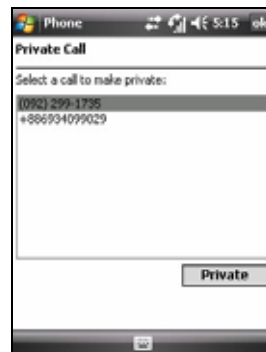 Phone 5:15 ok
Private Call
Select a call to make private:
(092) 299-1735
+886934099029
Private